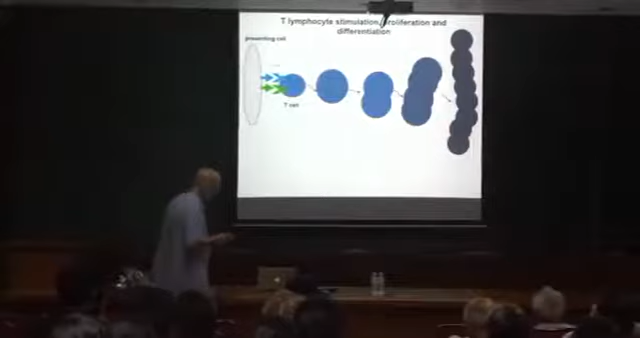 T lymphocyte stimulation, proliferation and
differentiation
presenting cell
T cell